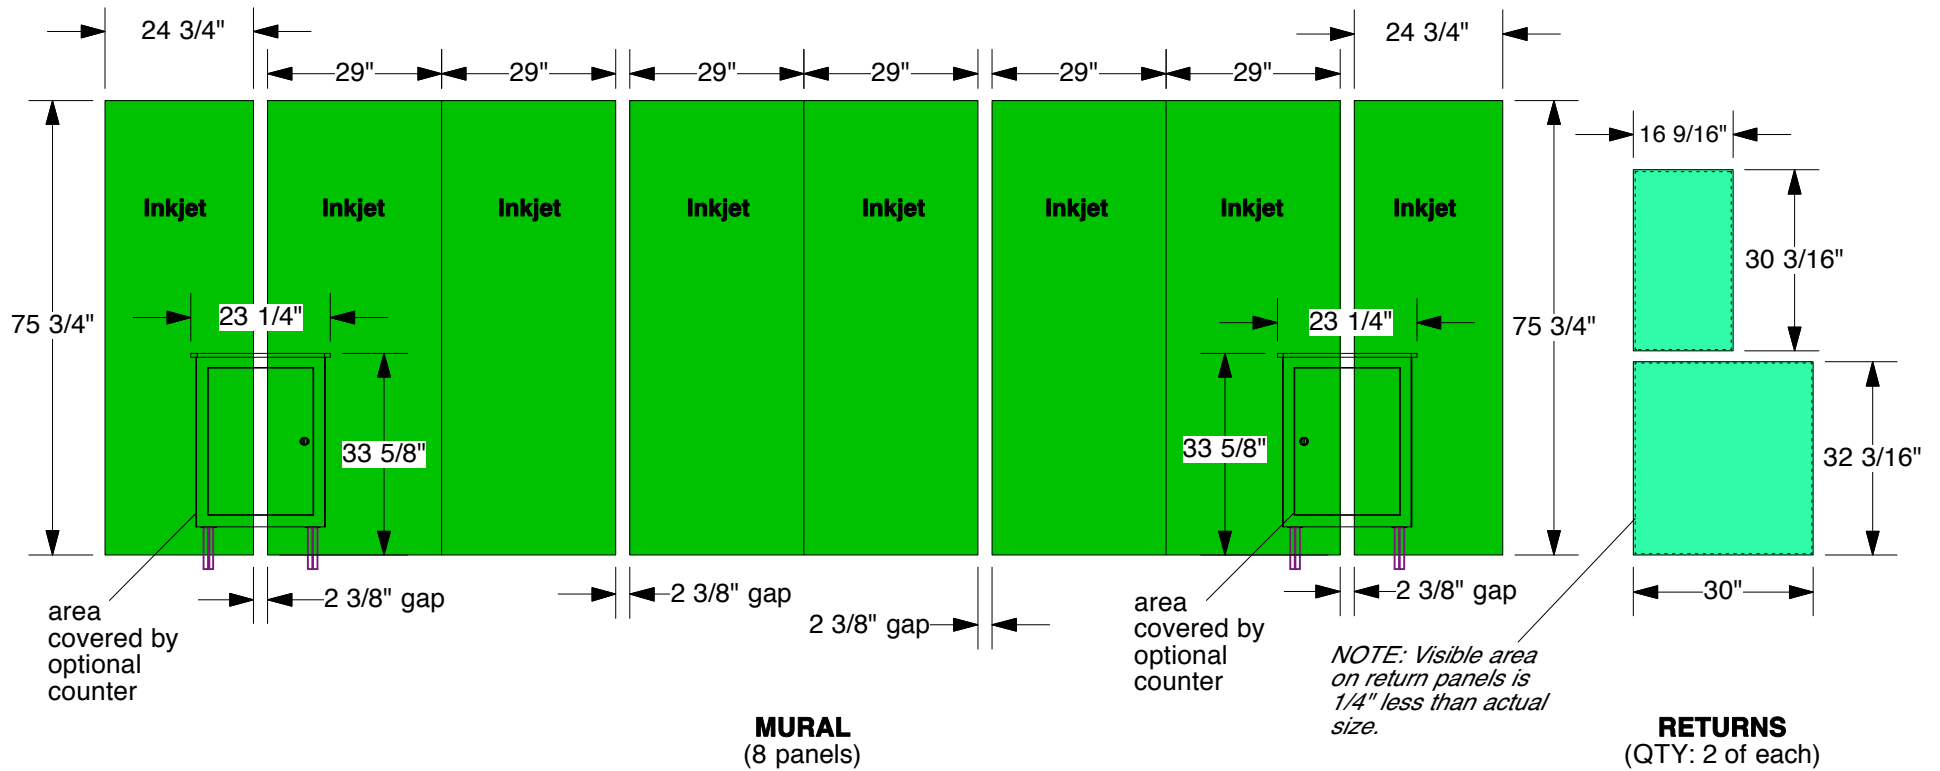 24 3/4"
24 3/4"
29"
29"
29"
29"
29"
29"
16 9/16"
Inkjet
Inkjet
Inkjet
Inkjet
Inkjet
Inkjet
Inkjet
Inkjet
30 3/16"
75 3/4"
23 1/4"
23 1/4"
75 3/4"
33 5/8"
33 5/8"
32 3/16"
2 3/8" gap
2 3/8" gap
2 3/8" gap
2 3/8" gap
30"
area
covered by
optional
counter
area
covered by
optional
counter
NOTE: Visible area
on return panels is
1/4" less than actual
size.
MURAL
(8 panels)
RETURNS
(QTY: 2 of each)